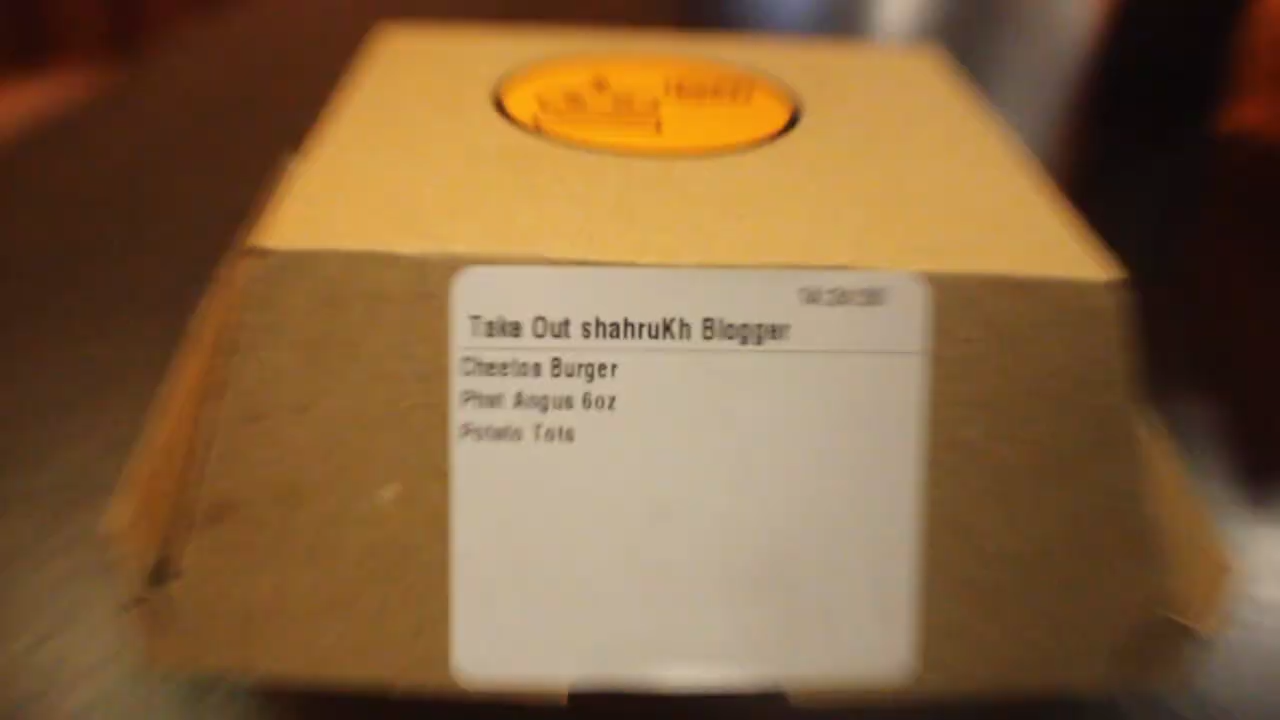 Take Out shahruKh Blogger
Cheetos Burger
Angus 6oz
Potato Tots